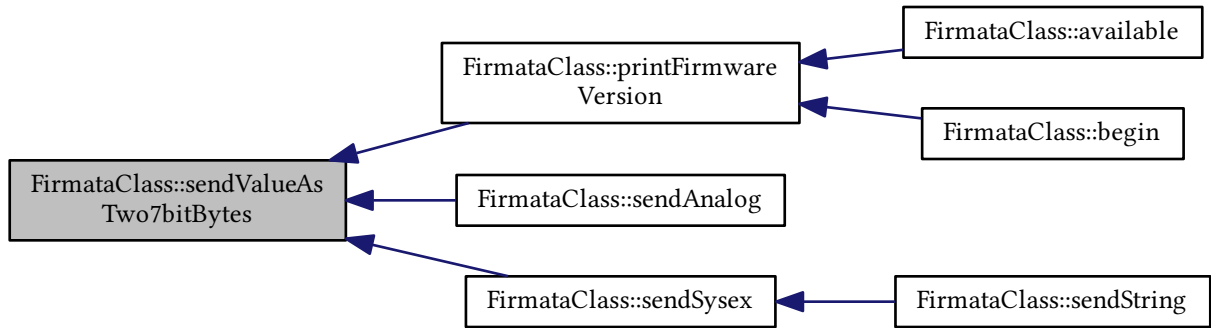 FirmataClass::available
FirmataClass::printFirmware
Version
FirmataClass::begin
FirmataClass::sendValueAs
Two7bitBytes
FirmataClass::sendAnalog
FirmataClass::sendSysex
FirmataClass::sendString